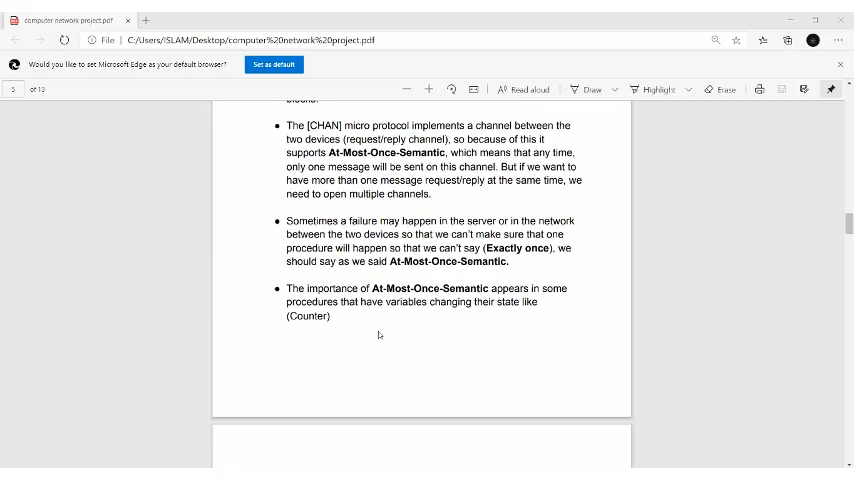 computer network project.pdf
File
C:/Users/ISLAM/Desktop/computer%20network%20project.pdf
Would you like to set Microsoft Edge as your default browser?
Set as default
5 of 13
Read aloud
Draw
Highlight
Erase
blocks.
The [CHAN] micro protocol implements a channel between the
two devices (request/reply channel), so because of this it
supports At-Most-Once-Semantic, which means that any time,
only one message will be sent on this channel. But if we want to
have more than one message request/reply at the same time, we
need to open multiple channels.
Sometimes a failure may happen in the server or in the network
between the two devices so that we can't make sure that one
procedure will happen so that we can't say (Exactly once), we
should say as we said At-Most-Once-Semantic.
The importance of At-Most-Once-Semantic appears in some
procedures that have variables changing their state like
(Counter)